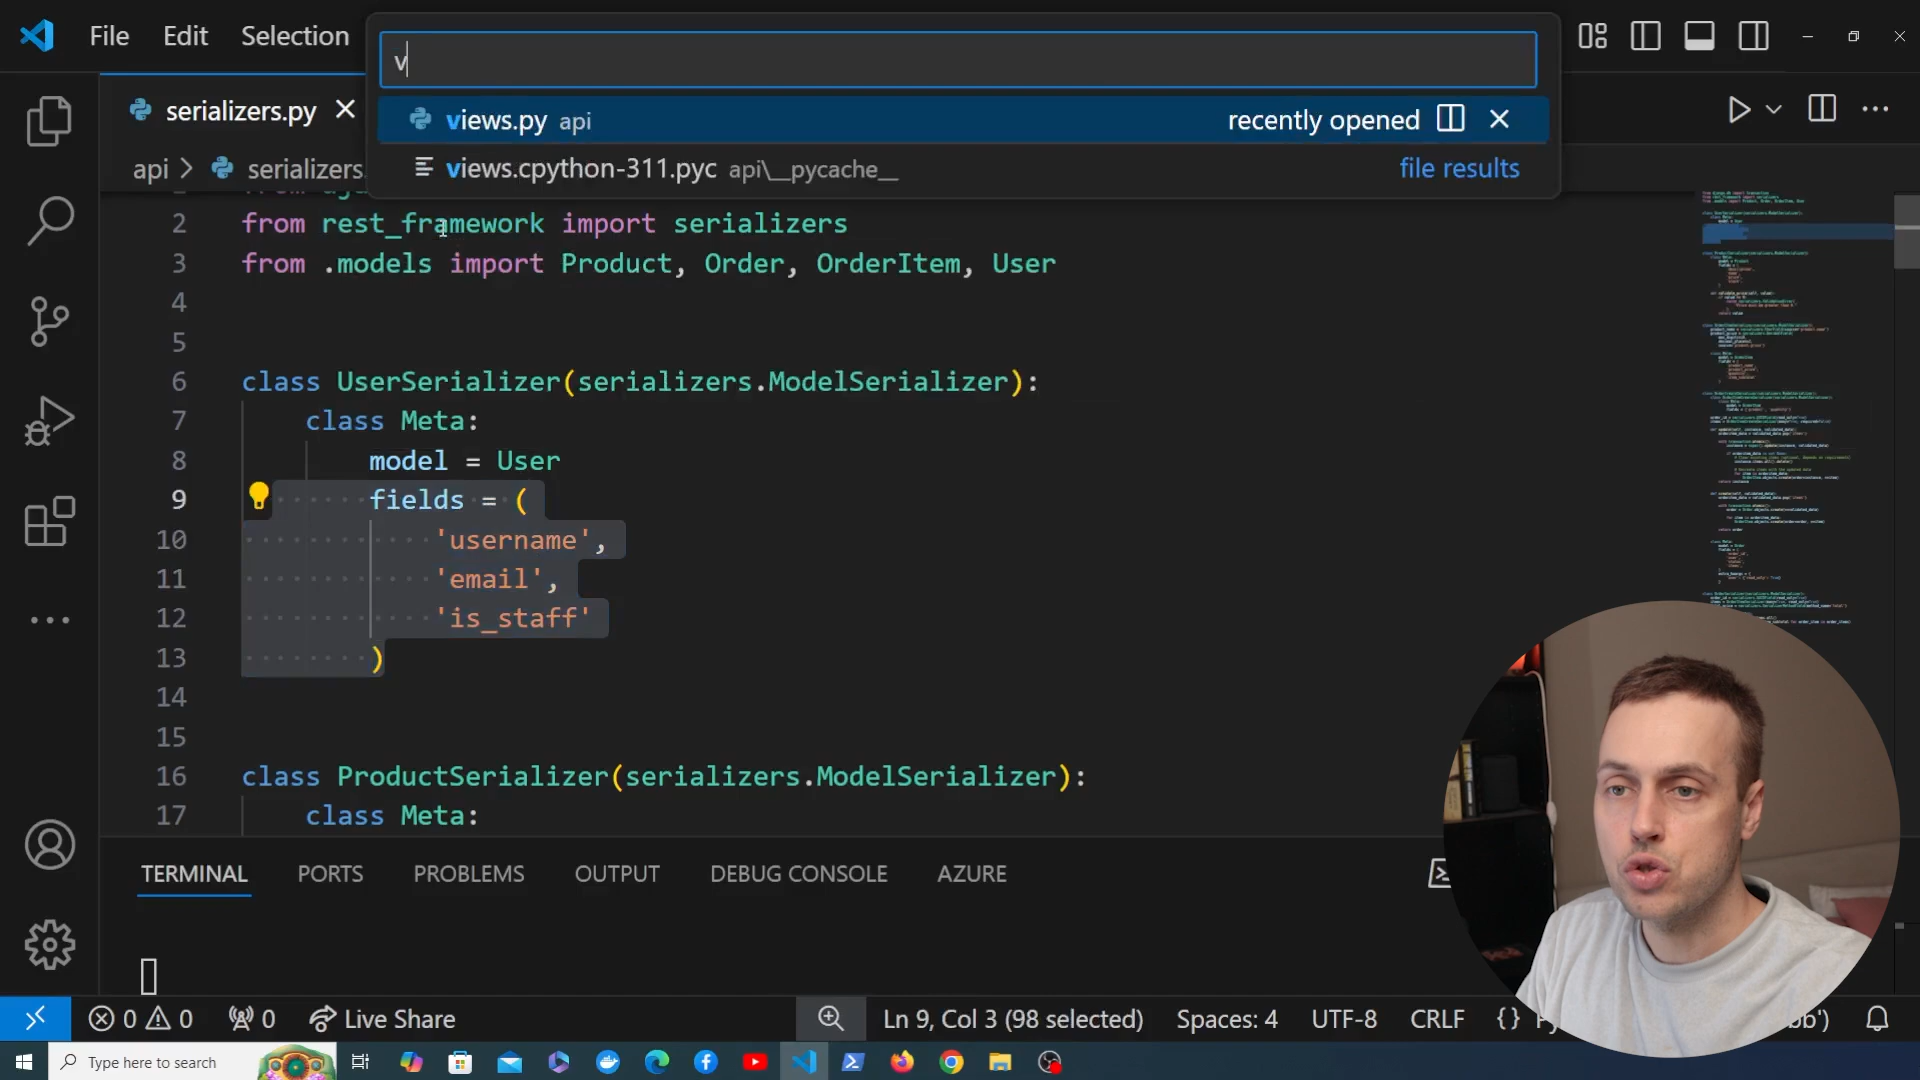 File Edit Selection
v
views.py api recently opened
views.cpython-311.pyc api\__pycache__ file results
serializers.py
api > serializers.
2 from rest_framework import serializers
3 from .models import Product, Order, OrderItem, User
4
5
6 class UserSerializer(serializers.ModelSerializer):
7 class Meta:
8 model = User
9 fields = (
10 'username',
11 'email',
12 'is_staff'
13 )
14
15
16 class ProductSerializer(serializers.ModelSerializer):
17 class Meta:
TERMINAL PORTS PROBLEMS OUTPUT DEBUG CONSOLE AZURE
0 0 0 Live Share Ln 9, Col 3 (98 selected) Spaces: 4 UTF-8 CRLF {}
Type here to search